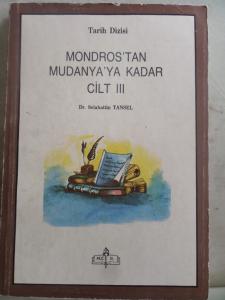 Tarih Dizisi
MONDROS'TAN
MUDANYA'YA KADAR
CİLT III
Dr. Selahattin TANSEL